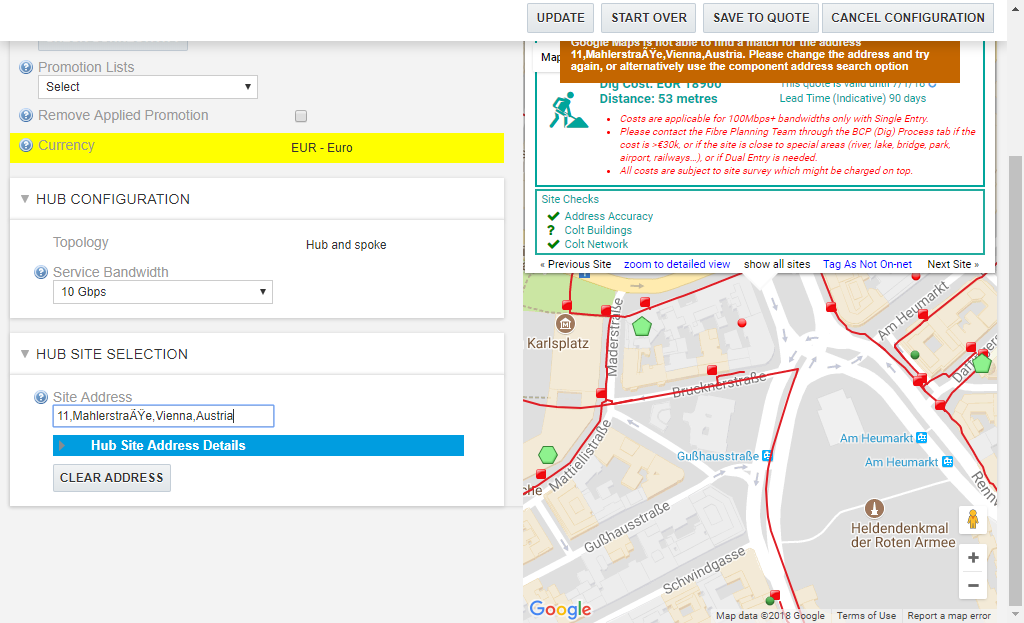 UPDATE
START OVER
SAVE TO QUOTE
CANCEL CONFIGURATION
Promotion Lists
Select
Remove Applied Promotion
Currency
EUR - Euro
HUB CONFIGURATION
Topology
Hub and spoke
Service Bandwidth
10 Gbps
HUB SITE SELECTION
Site Address
11,MahlerstraÃŸe,Vienna,Austria
Hub Site Address Details
CLEAR ADDRESS
Map
Google Maps is not able to find a match for the address
11,MahlerstraÃŸe,Vienna,Austria. Please change the address and try
again, or alternatively use the component address search option
Dig Cost: EUR 18900
Distance: 53 metres
This quote is valid until 7/1/18
Lead Time (Indicative) 90 days
Costs are applicable for 100Mbps+ bandwidths only with Single Entry.
Please contact the Fibre Planning Team through the BCP (Dig) Process tab if the
cost is >€30k, or if the site is close to special areas (river, lake, bridge, park,
airport, railways...), or if Dual Entry is needed.
All costs are subject to site survey which might be charged on top.
Site Checks
Address Accuracy
? Colt Buildings
Colt Network
« Previous Site
zoom to detailed view
show all sites
Tag As Not On-net
Next Site »
Karlsplatz
Maderstraße
Am Heumarkt
Brucknerstraße
Mattiellistraße
Gußhausstraße
Am Heumarkt
Am Heumarkt
Gußhausstraße
Heldendenkmal
der Roten Armee
Schwindgasse
Google
Map data ©2018 Google
Terms of Use
Report a map error